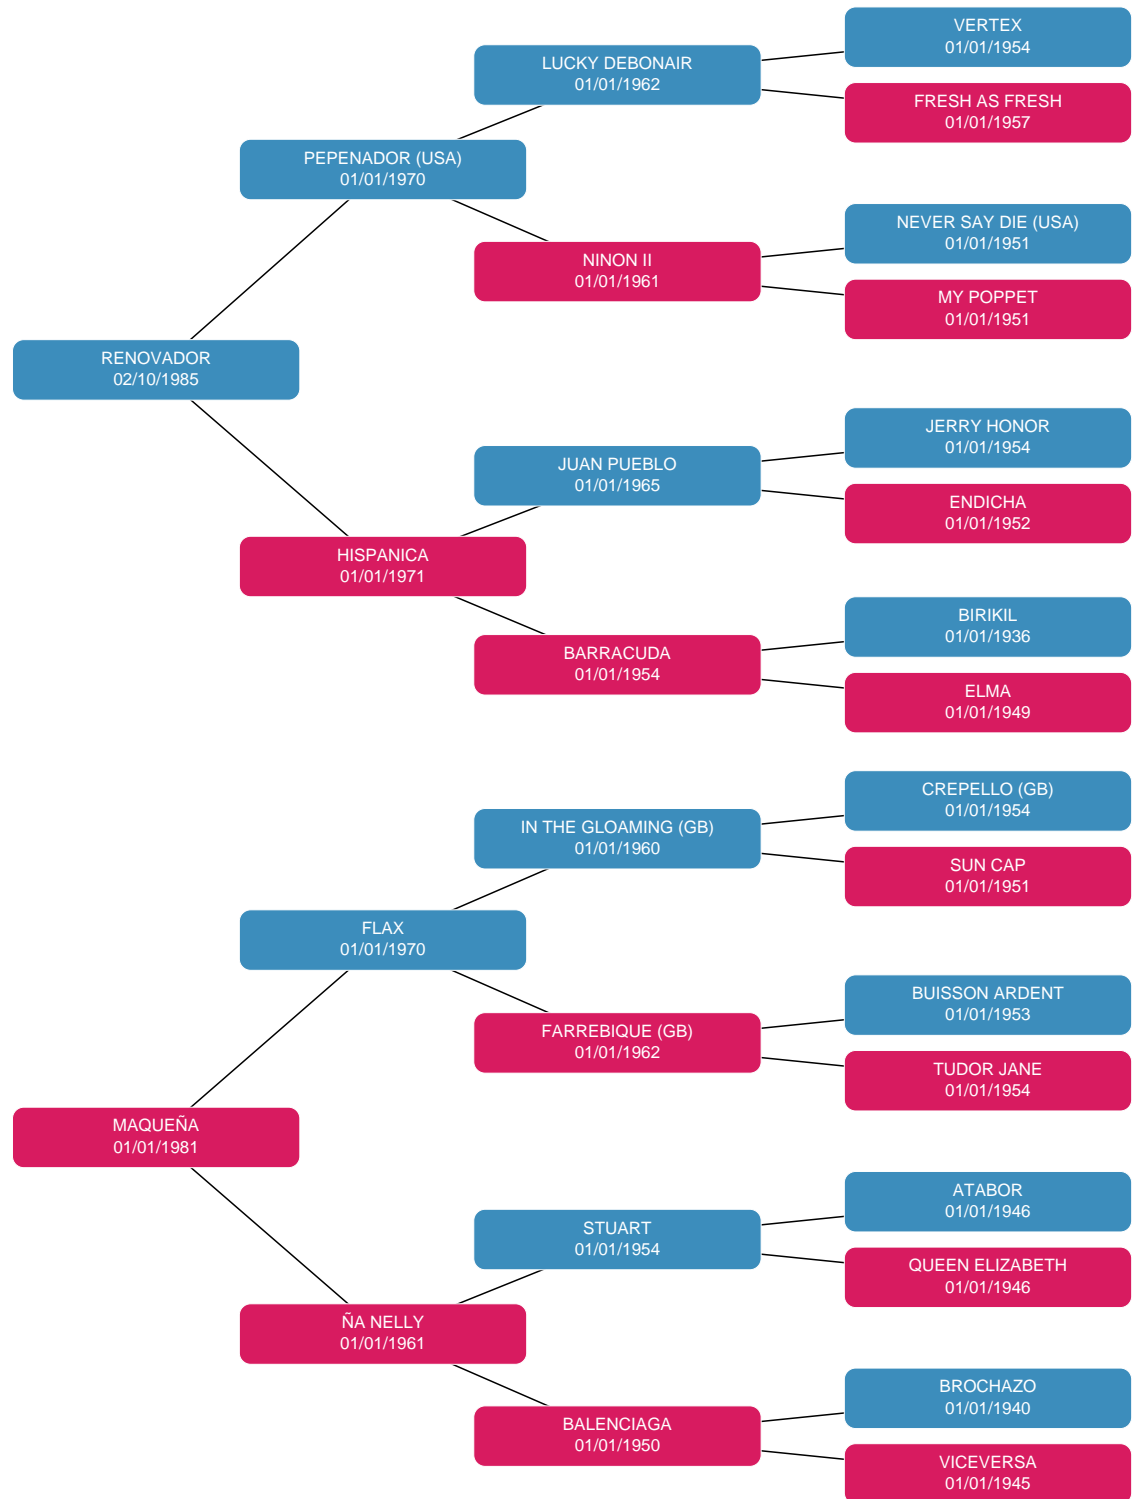 VERTEX
01/01/1954
LUCKY DEBONAIR
01/01/1962
FRESH AS FRESH
01/01/1957
PEPENADOR (USA)
01/01/1970
NEVER SAY DIE (USA)
01/01/1951
NINON II
01/01/1961
MY POPPET
01/01/1951
RENOVADOR
02/10/1985
JERRY HONOR
01/01/1954
JUAN PUEBLO
01/01/1965
ENDICHA
01/01/1952
HISPANICA
01/01/1971
BIRIKIL
01/01/1936
BARRACUDA
01/01/1954
ELMA
01/01/1949
CREPELLO (GB)
01/01/1954
IN THE GLOAMING (GB)
01/01/1960
SUN CAP
01/01/1951
FLAX
01/01/1970
BUISSON ARDENT
01/01/1953
FARREBIQUE (GB)
01/01/1962
TUDOR JANE
01/01/1954
MAQUEÑA
01/01/1981
ATABOR
01/01/1946
STUART
01/01/1954
QUEEN ELIZABETH
01/01/1946
ÑA NELLY
01/01/1961
BROCHAZO
01/01/1940
BALENCIAGA
01/01/1950
VICEVERSA
01/01/1945